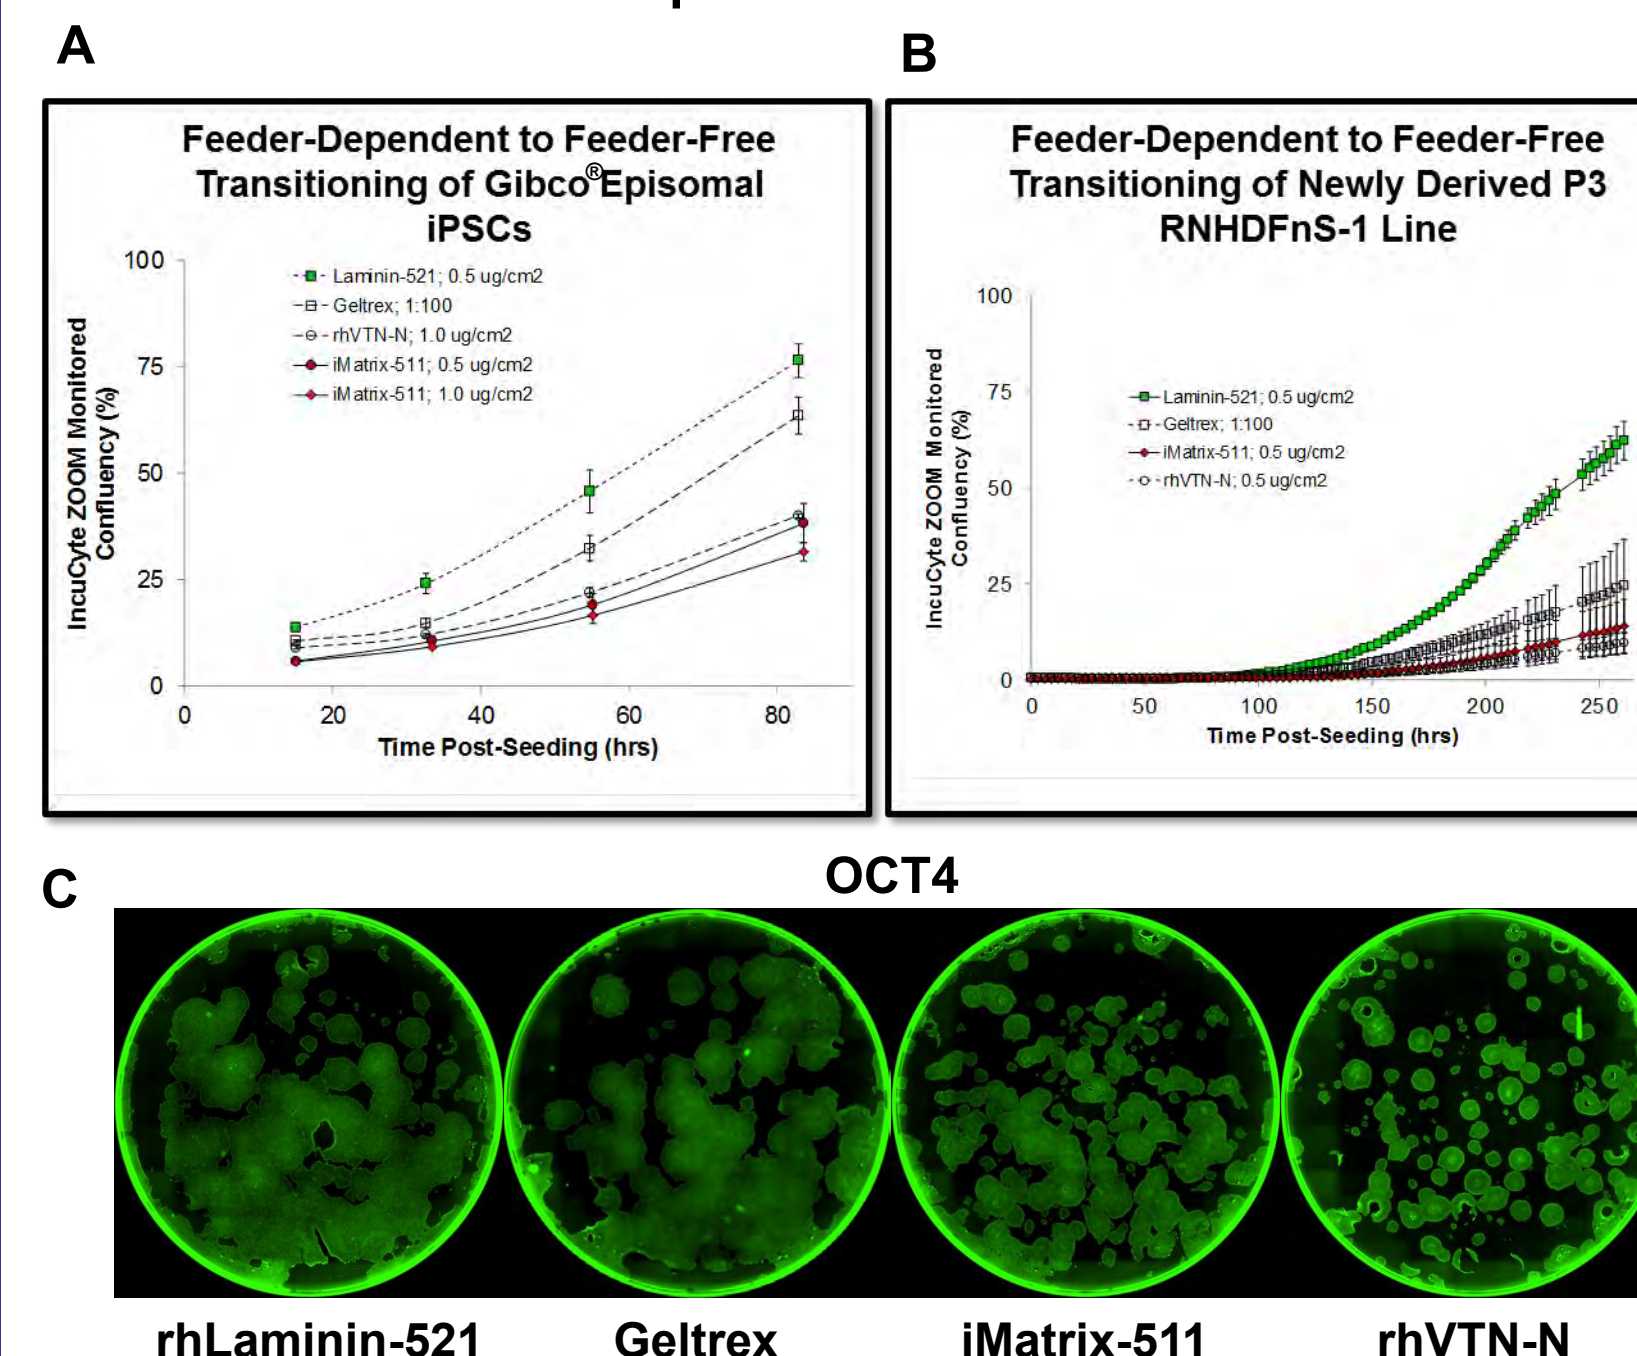 A
B
Feeder-Dependent to Feeder-Free
Transitioning of Gibco®Episomal
iPSCs
100
75
50
25
0
Laminin-521; 0.5 ug/cm2
Geltrex; 1:100
rhVTN-N; 1.0 ug/cm2
iMatrix-511; 0.5 ug/cm2
iMatrix-511; 1.0 ug/cm2
IncuCyte ZOOM Monitored
Confluency (%)
0 20 40 60 80
Time Post-Seeding (hrs)
Feeder-Dependent to Feeder-Free
Transitioning of Newly Derived P3
RNHDFnS-1 Line
100
75
50
25
0
Laminin-521; 0.5 ug/cm2
Geltrex; 1:100
iMatrix-511; 0.5 ug/cm2
rhVTN-N; 0.5 ug/cm2
IncuCyte ZOOM Monitored
Confluency (%)
0 50 100 150 200 250
Time Post-Seeding (hrs)
C
OCT4
rhLaminin-521
Geltrex
iMatrix-511
rhVTN-N